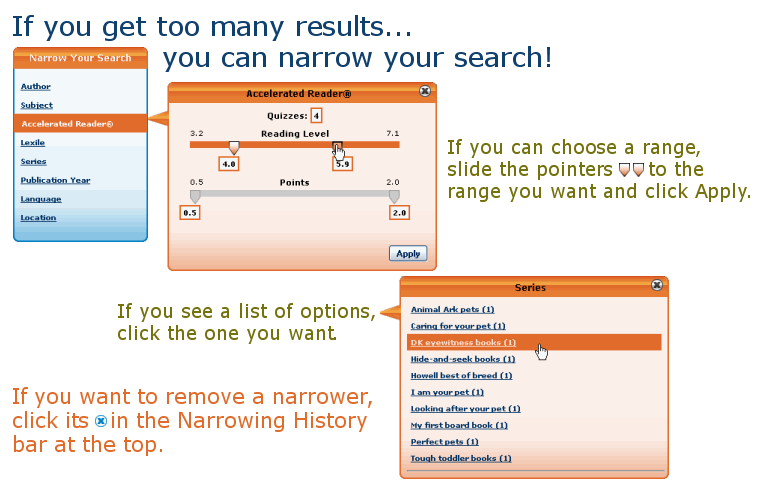 If you get too many results...
you can narrow your search!
Narrow Your Search
Author
Subject
Accelerated Reader®
Lexile
Series
Publication Year
Language
Location
Accelerated Reader®
Quizzes: 4
3.2 Reading Level 7.1
4.0 5.9
0.5 Points 2.0
0.5 2.0
Apply
If you can choose a range,
slide the pointers to the
range you want and click Apply.
If you see a list of options,
click the one you want.
Series
Animal Ark pets (1)
Caring for your pet (1)
DK eyewitness books (1)
Hide-and-seek books (1)
Howell best of breed (1)
I am your pet (1)
Looking after your pet (1)
My first board book (1)
Perfect pets (1)
Tough toddler books (1)
If you want to remove a narrower,
click its in the Narrowing History
bar at the top.